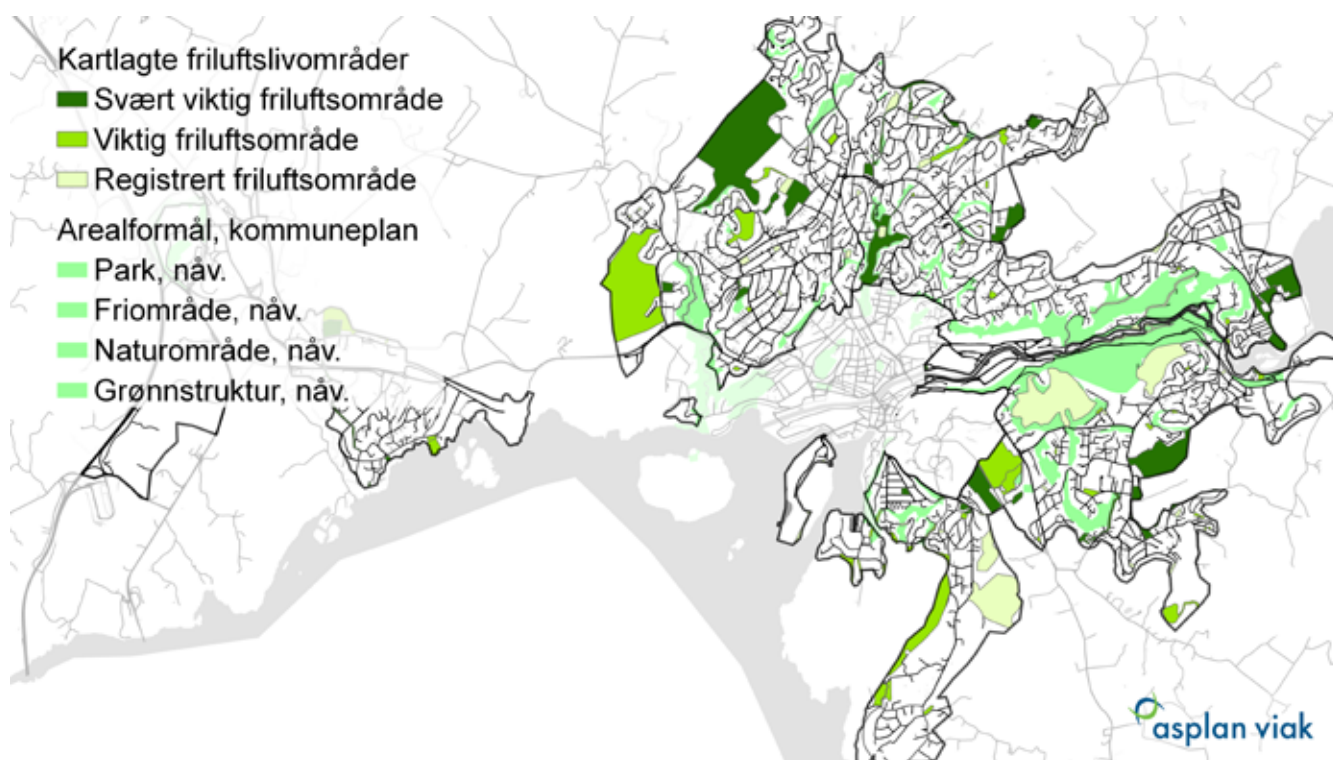 Kartlagte friluftslivområder
Svært viktig friluftsområde
Viktig friluftsområde
Registrert friluftsområde
Arealformål, kommuneplan
Park, nåv.
Friområde, nåv.
Naturområde, nåv.
Grønnstruktur, nåv.
asplan viak